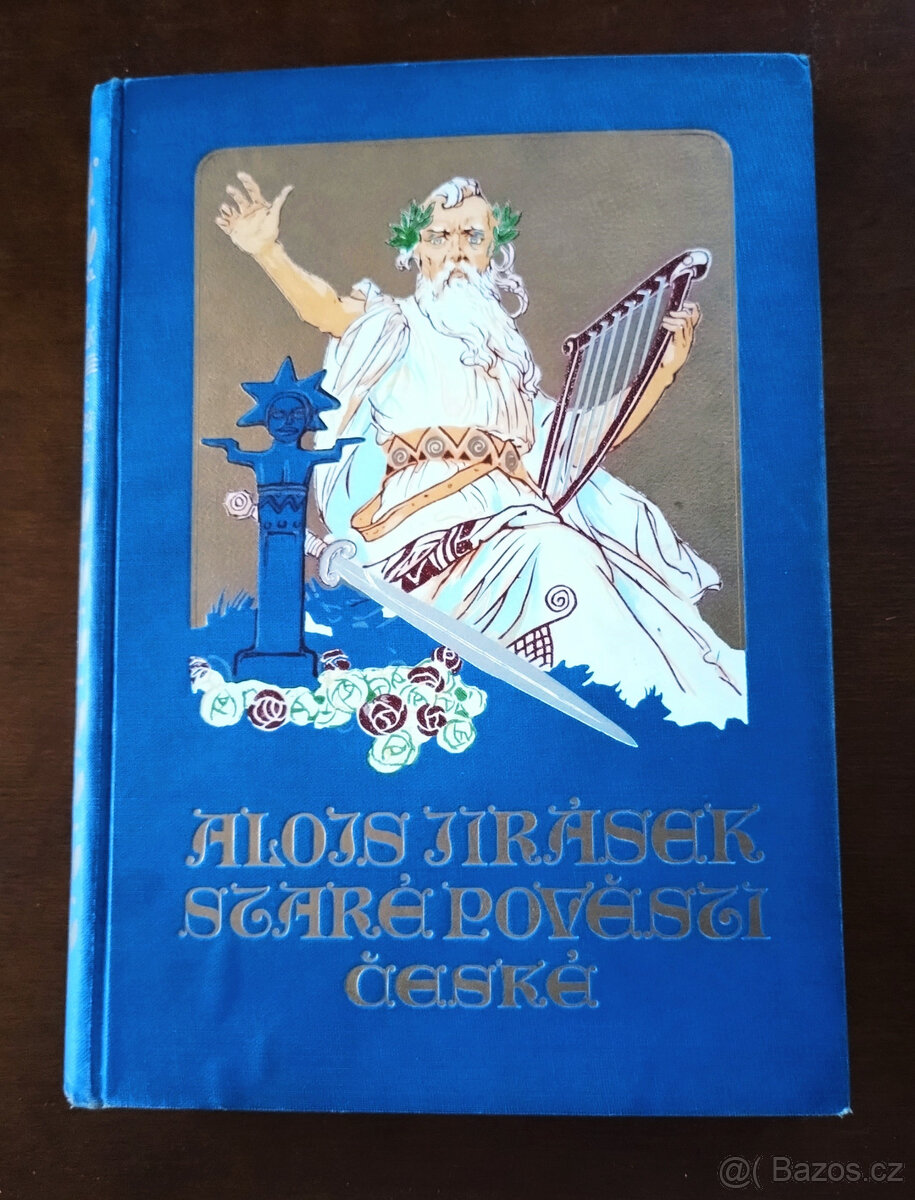 ALOIS JIRÁSEK
STARÉ POVĚSTI
ČESKÉ
@( Bazos.cz